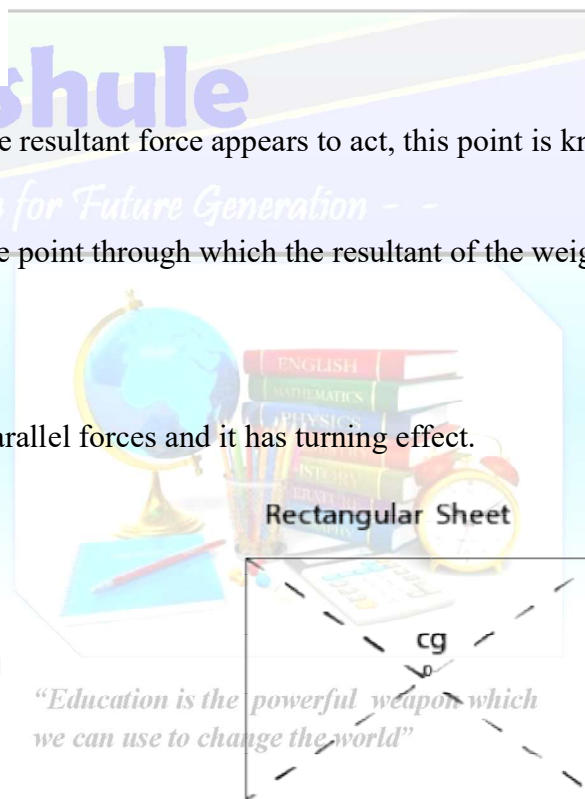 shule
e resultant force appears to act, this point is kn
for Future Generation - -
e point through which the resultant of the weig
ENGLISH
MATHEMATICS
PHYSICS
arallel forces and it has turning effect.
ISTORY
Rectangular Sheet
cg
0
“Education is the powerful weapon which
we can use to change the world”